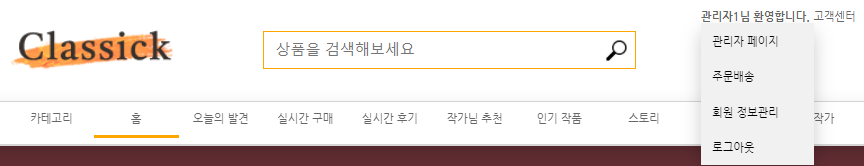 관리자1님 환영합니다. 고객센터
Classick
상품을 검색해보세요
관리자 페이지
주문배송
회원 정보관리
로그아웃
카테고리 홈 오늘의 발견 실시간 구매 실시간 후기 작가님 추천 인기 작품 스토리 작가